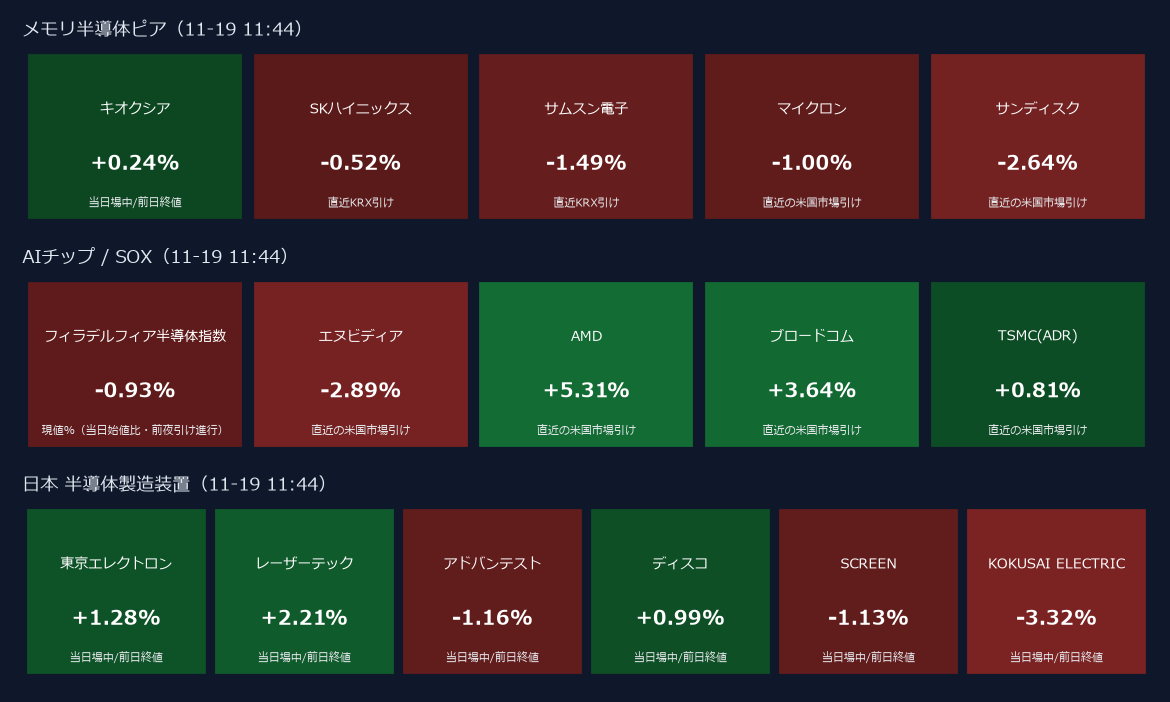 メモリ半導体ピア（11-19 11:44）
キオクシア
+0.24%
当日場中/前日終値
SKハイニックス
-0.52%
直近KRX引け
サムスン電子
-1.49%
直近KRX引け
マイクロン
-1.00%
直近の米国市場引け
サンディスク
-2.64%
直近の米国市場引け
AIチップ / SOX（11-19 11:44）
フィラデルフィア半導体指数
-0.93%
現値%（当日始値比・前夜引け進行）
エヌビディア
-2.89%
直近の米国市場引け
AMD
+5.31%
直近の米国市場引け
ブロードコム
+3.64%
直近の米国市場引け
TSMC(ADR)
+0.81%
直近の米国市場引け
日本 半導体製造装置（11-19 11:44）
東京エレクトロン
+1.28%
当日場中/前日終値
レーザーテック
+2.21%
当日場中/前日終値
アドバンテスト
-1.16%
当日場中/前日終値
ディスコ
+0.99%
当日場中/前日終値
SCREEN
-1.13%
当日場中/前日終値
KOKUSAI ELECTRIC
-3.32%
当日場中/前日終値